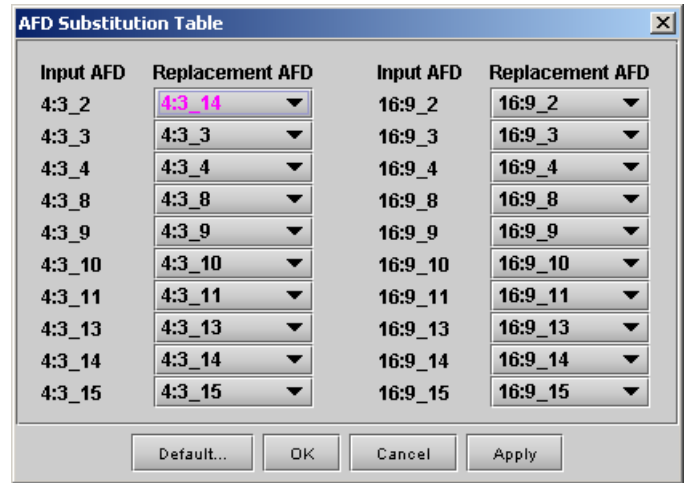 AFD Substitution Table
Input AFD Replacement AFD Input AFD Replacement AFD
4:3_2 4:3_14 16:9_2 16:9_2
4:3_3 4:3_3 16:9_3 16:9_3
4:3_4 4:3_4 16:9_4 16:9_4
4:3_8 4:3_8 16:9_8 16:9_8
4:3_9 4:3_9 16:9_9 16:9_9
4:3_10 4:3_10 16:9_10 16:9_10
4:3_11 4:3_11 16:9_11 16:9_11
4:3_13 4:3_13 16:9_13 16:9_13
4:3_14 4:3_14 16:9_14 16:9_14
4:3_15 4:3_15 16:9_15 16:9_15
Default... OK Cancel Apply